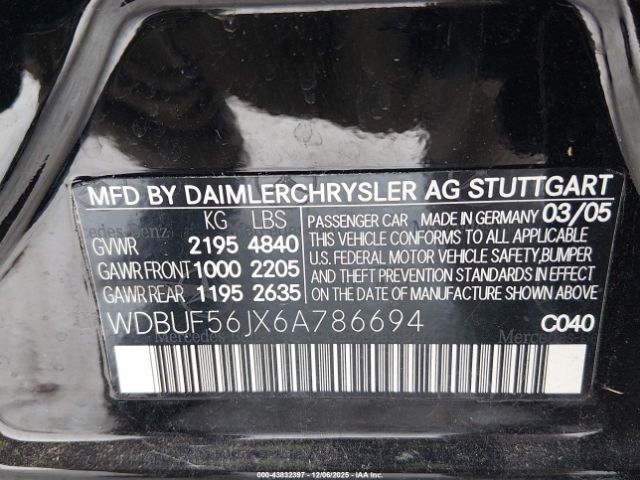 MFD BY DAIMLERCHRYSLER AG STUTTGART
KG LBS
GVWR 2195 4840
GAWR FRONT 1000 2205
GAWR REAR 1195 2635
PASSENGER CAR MADE IN GERMANY 03/05
THIS VEHICLE CONFORMS TO ALL APPLICABLE
U.S. FEDERAL MOTOR VEHICLE SAFETY, BUMPER
AND THEFT PREVENTION STANDARDS IN EFFECT
ON THE DATE OF MANUFACTURE SHOWN ABOVE
WDBUF56JX6A786694 C040
000-43832397 - 12/06/2025 - IAAI.COM